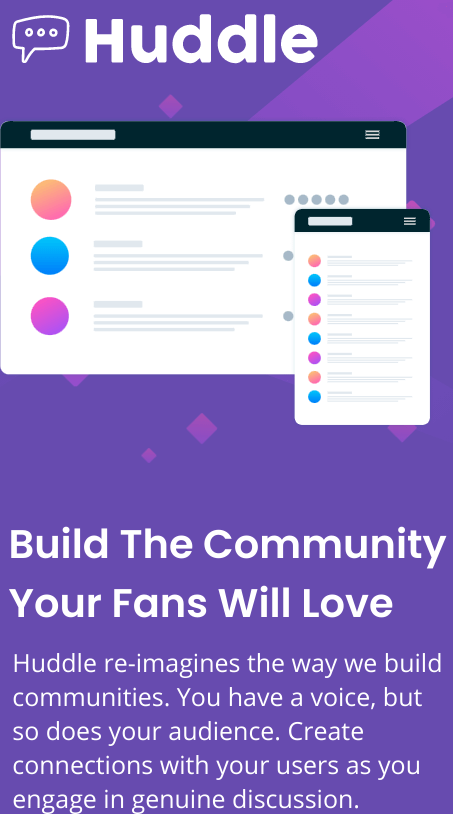 Huddle
Build The Community
Your Fans Will Love
Huddle re-imagines the way we build
communities. You have a voice, but
so does your audience. Create
connections with your users as you
engage in genuine discussion.